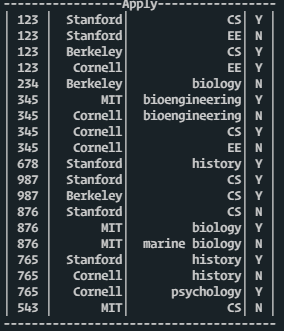 -------------------Apply-------------------
| 123 | Stanford| CS| Y |
| 123 | Stanford| EE| N |
| 123 | Berkeley| CS| Y |
| 123 | Cornell| EE| Y |
| 234 | Berkeley| biology| N |
| 345 | MIT| bioengineering| Y |
| 345 | Cornell| bioengineering| N |
| 345 | Cornell| CS| Y |
| 345 | Cornell| EE| N |
| 678 | Stanford| history| Y |
| 987 | Stanford| CS| Y |
| 987 | Berkeley| CS| Y |
| 876 | Stanford| CS| N |
| 876 | MIT| biology| Y |
| 876 | MIT| marine biology| N |
| 765 | Stanford| history| Y |
| 765 | Cornell| history| N |
| 765 | Cornell| psychology| Y |
| 543 | MIT| CS| N |
-------------------------------------------